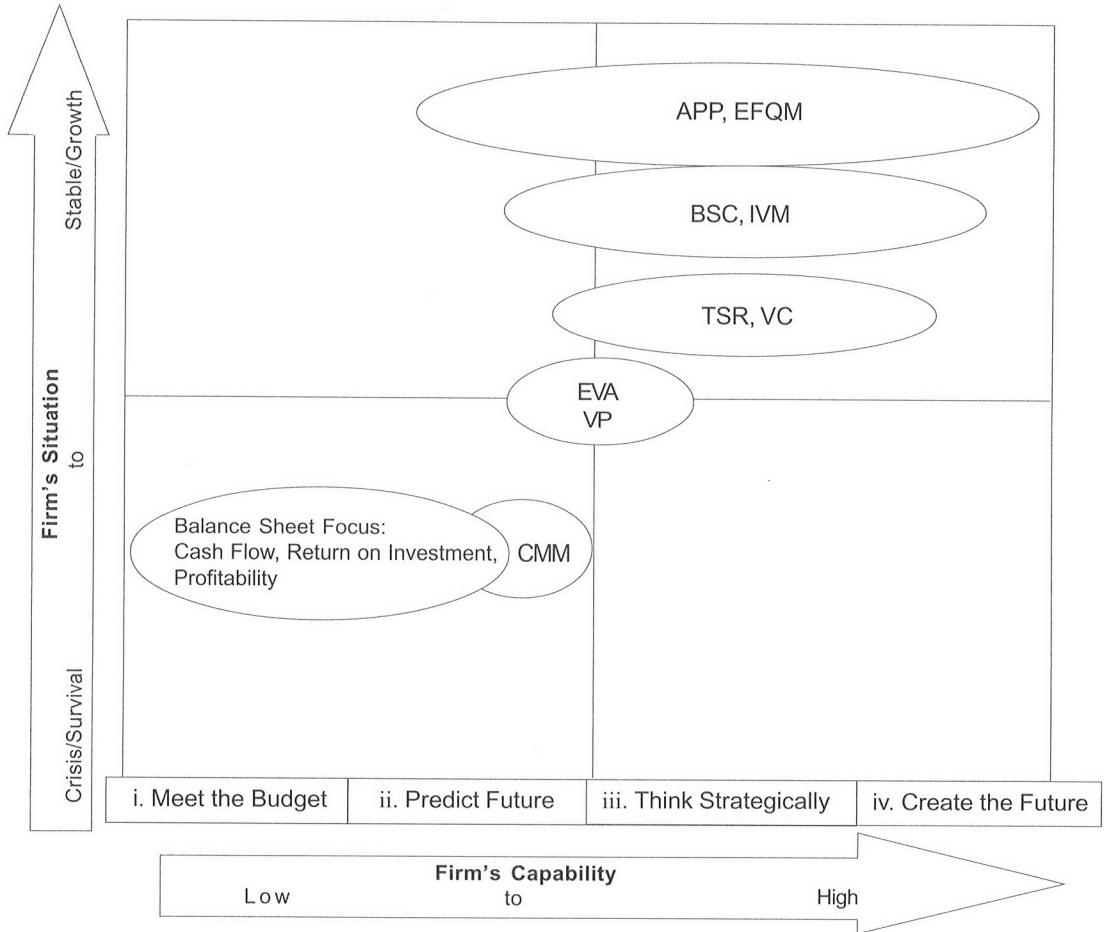 Stable/Growth
to
Firm's Situation
Crisis/Survival
APP, EFQM
BSC, IVM
TSR, VC
EVA
VP
Balance Sheet Focus:
Cash Flow, Return on Investment,
Profitability
CMM
i. Meet the Budget
ii. Predict Future
iii. Think Strategically
iv. Create the Future
Firm's Capability
Low
to
High